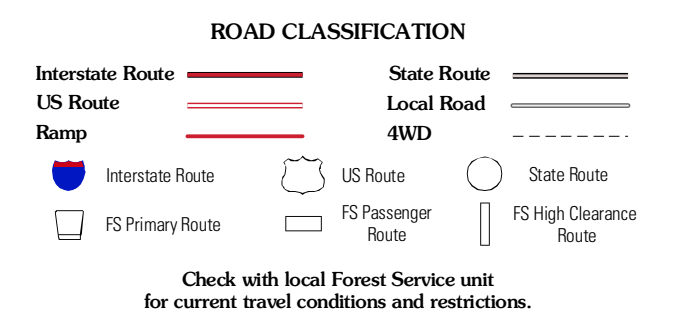 ROAD CLASSIFICATION
Interstate Route
State Route
US Route
Local Road
Ramp
4WD
Interstate Route
US Route
State Route
FS Primary Route
FS Passenger
Route
FS High Clearance
Route
Check with local Forest Service unit
for current travel conditions and restrictions.